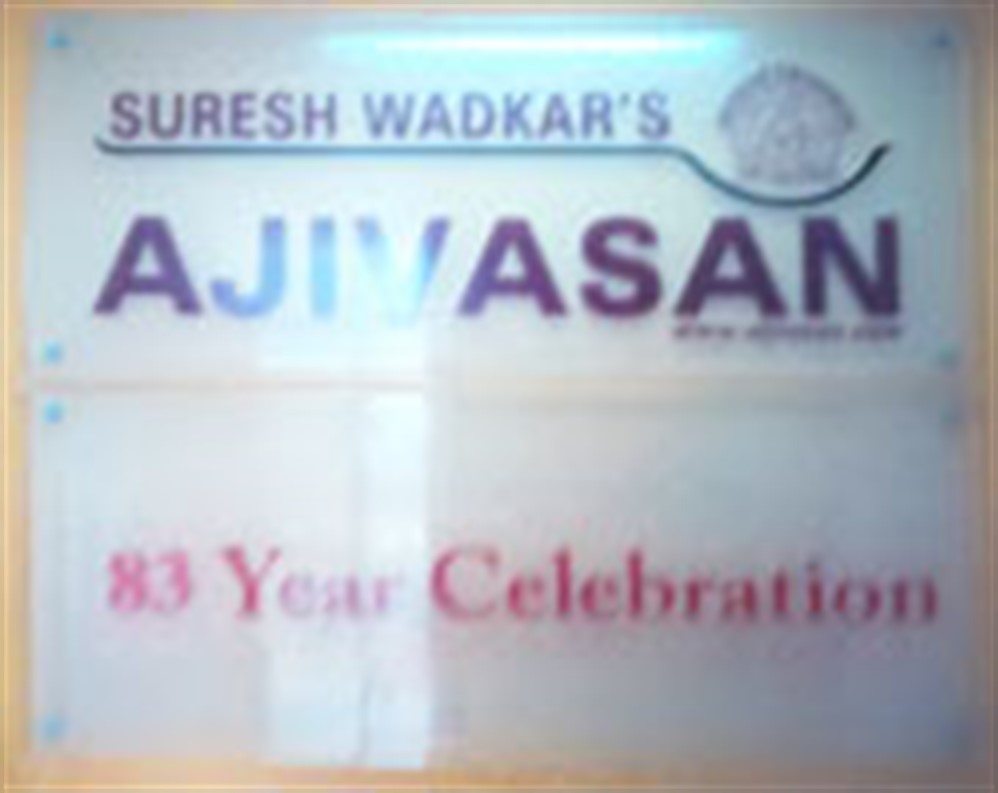 SURESH WADKAR'S
AJIVASAN
83 Year Celebration